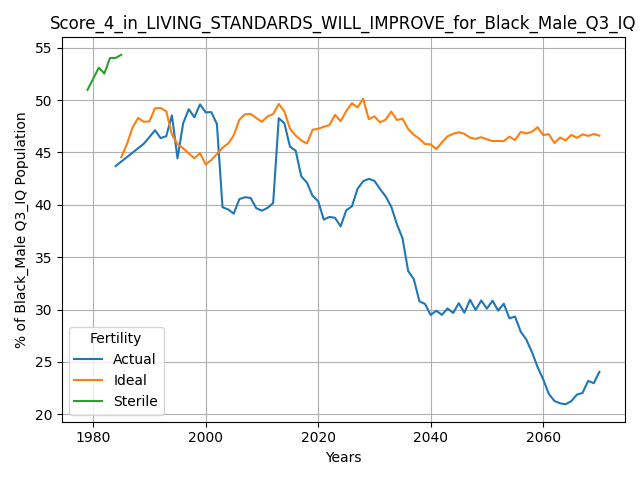 Score_4_in_LIVING_STANDARDS_WILL_IMPROVE_for_Black_Male_Q3_IQ
% of Black_Male Q3_IQ Population
55
50
45
40
35
30
25
20
Fertility
Actual
Ideal
Sterile
1980
2000
2020
2040
2060
Years